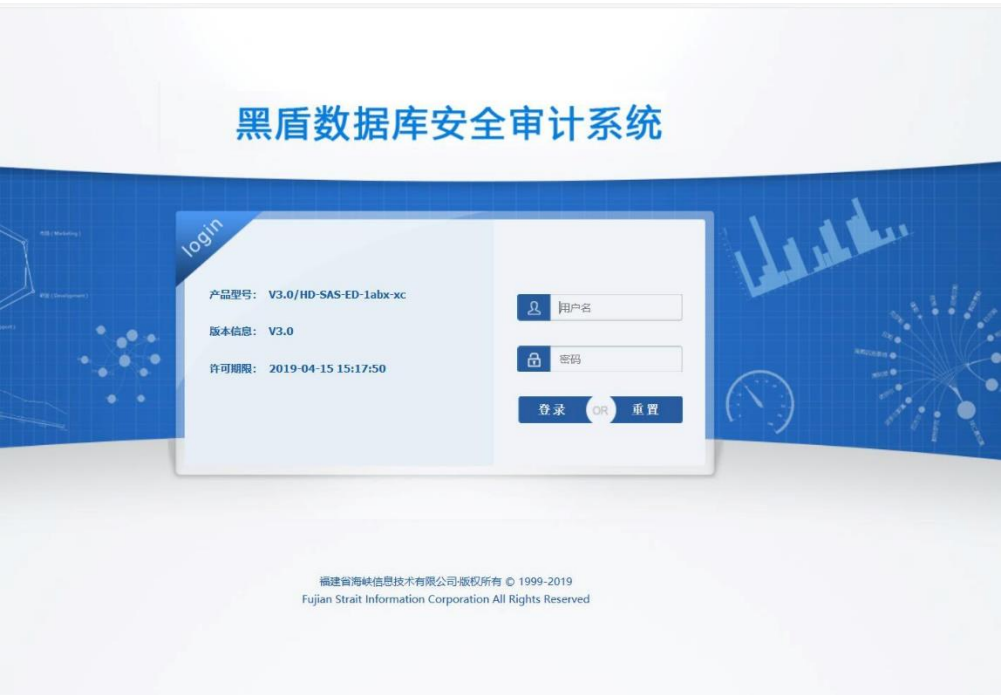 黑盾数据库安全审计系统
login
市场 ( Marketing )
产品型号： V3.0/HD-SAS-ED-1abx-xc
版本信息： V3.0
许可期限： 2019-04-15 15:17:50
用户名
密码
登录 OR 重置
福建省海峡信息技术有限公司·版权所有 © 1999-2019
Fujian Strait Information Corporation All Rights Reserved